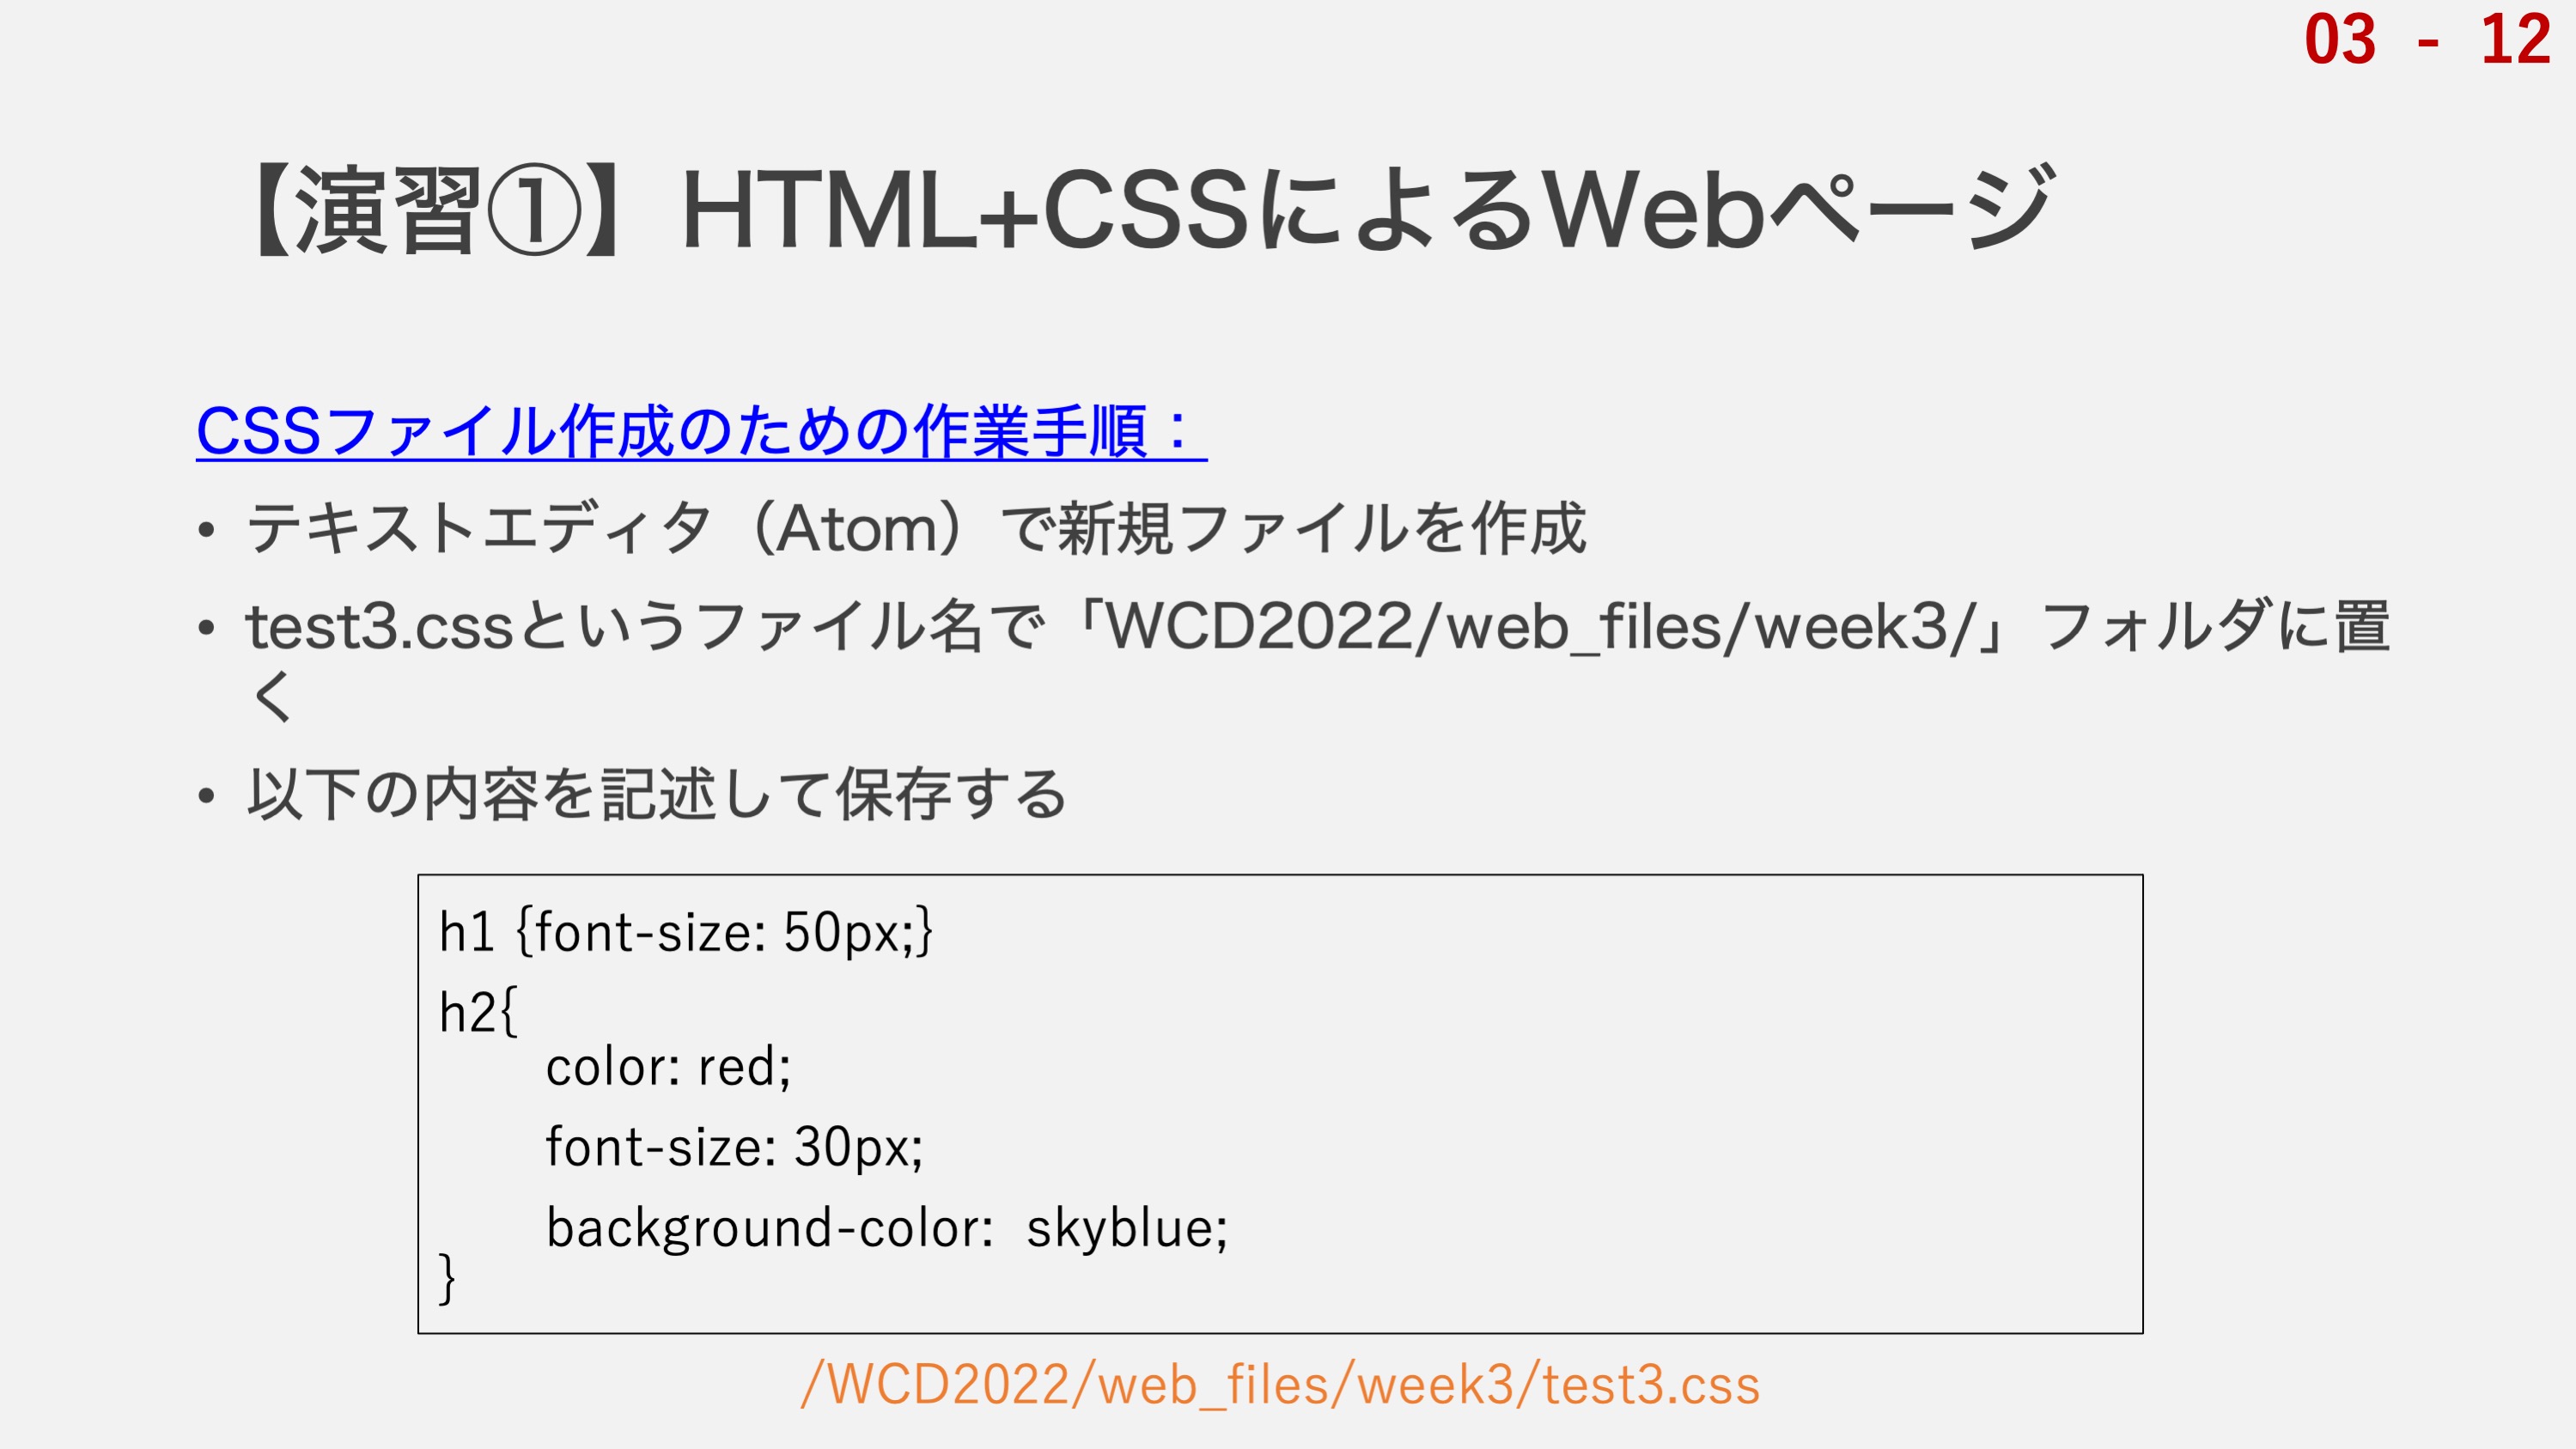 03 - 12
【演習①】HTML+CSSによるWebページ
CSSファイル作成のための作業手順：
• テキストエディタ（Atom）で新規ファイルを作成
• test3.cssというファイル名で「WCD2022/web_files/week3/」フォルダに置
く
• 以下の内容を記述して保存する
h1 {font-size: 50px;}
h2{
color: red;
font-size: 30px;
background-color:  skyblue;
}
/WCD2022/web_files/week3/test3.css